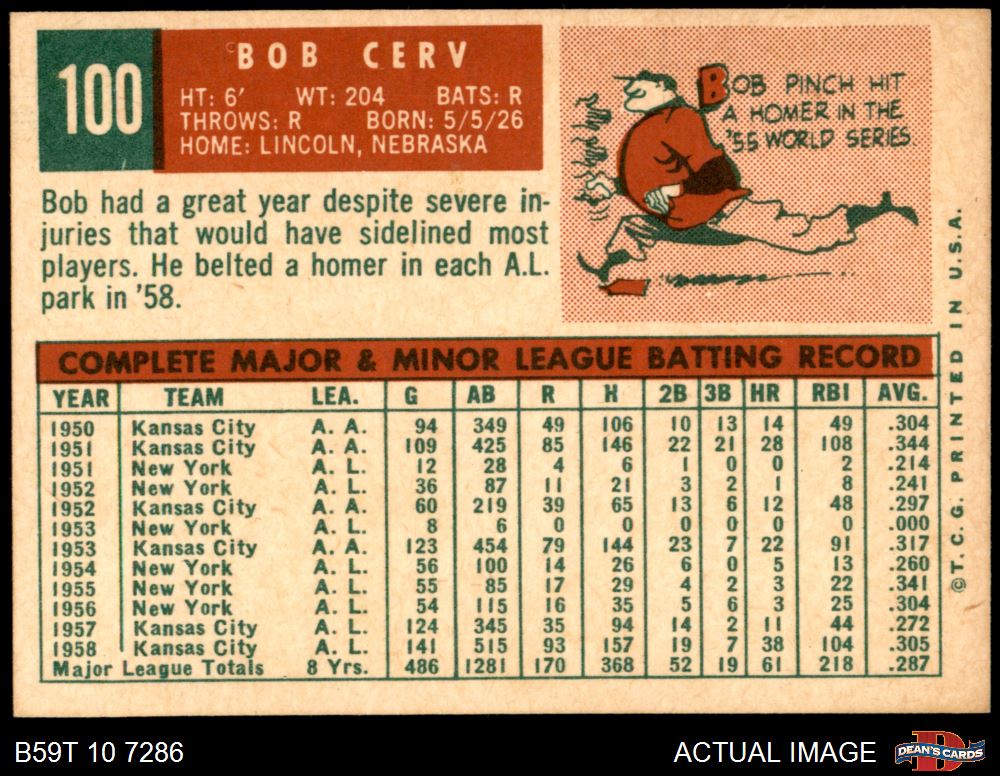 100
BOB CERV
HT: 6' WT: 204 BATS: R
THROWS: R BORN: 5/5/26
HOME: LINCOLN, NEBRASKA
BOB PINCH HIT
A HOMER IN THE
'55 WORLD SERIES.
Bob had a great year despite severe in-
juries that would have sidelined most
players. He belted a homer in each A.L.
park in '58.
COMPLETE MAJOR & MINOR LEAGUE BATTING RECORD
YEAR TEAM LEA. G AB R H 2B 3B HR RBI AVG.
1950 Kansas City A. A. 94 349 49 106 10 13 14 49 .304
1951 Kansas City A. A. 109 425 85 146 22 21 28 108 .344
1951 New York A. L. 12 28 4 6 1 0 0 2 .214
1952 New York A. L. 36 87 11 21 3 2 1 8 .241
1952 Kansas City A. A. 60 219 39 65 13 6 12 48 .297
1953 New York A. L. 8 6 0 0 0 0 0 0 .000
1953 Kansas City A. A. 123 454 79 144 23 7 22 91 .317
1954 New York A. L. 56 100 14 26 6 0 5 13 .260
1955 New York A. L. 55 85 17 29 4 2 3 22 .341
1956 New York A. L. 54 115 16 35 5 6 3 25 .304
1957 Kansas City A. L. 124 345 35 94 14 2 11 44 .272
1958 Kansas City A. L. 141 515 93 157 19 7 38 104 .305
Major League Totals 8 Yrs. 486 1281 170 368 52 19 61 218 .287
©T. C. G. PRINTED IN U.S.A.
B59T 10 7286
ACTUAL IMAGE
D
DEAN'S CARDS